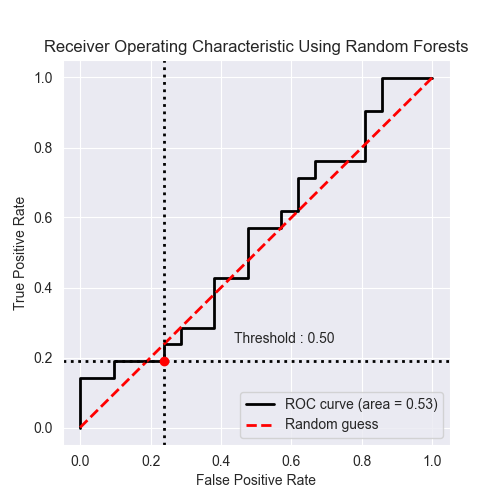 Receiver Operating Characteristic Using Random Forests
True Positive Rate
1.0
0.8
0.6
0.4
0.2
0.0
Threshold : 0.50
ROC curve (area = 0.53)
Random guess
0.0 0.2 0.4 0.6 0.8 1.0
False Positive Rate